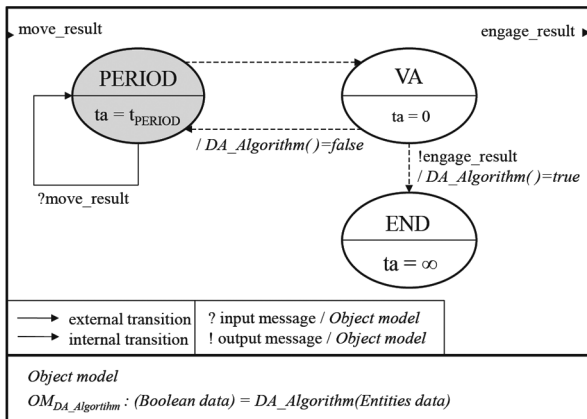 move_result
engage_result
PERIOD
ta = tPERIOD
VA
ta = 0
/ DA_Algorithm( )=false
?move_result
!engage_result
/ DA_Algorithm( )=true
END
ta = ∞
external transition
internal transition
? input message / Object model
! output message / Object model
Object model
OMDA_Algortihm : (Boolean data) = DA_Algorithm(Entities data)